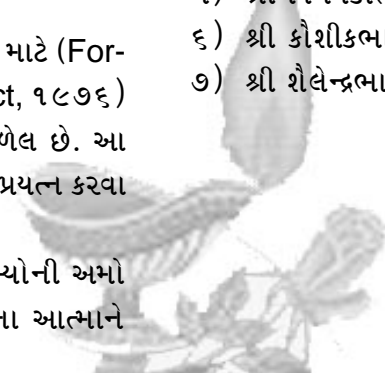 માટે (For-
ct, ૧૯૭૬)
ળેલ છે. આ
પ્રયત્ન કરવા
યોની અમો
ના આત્માને
૬) શ્રી કૌશીકભા
૭) શ્રી શૈલેન્દ્રભા